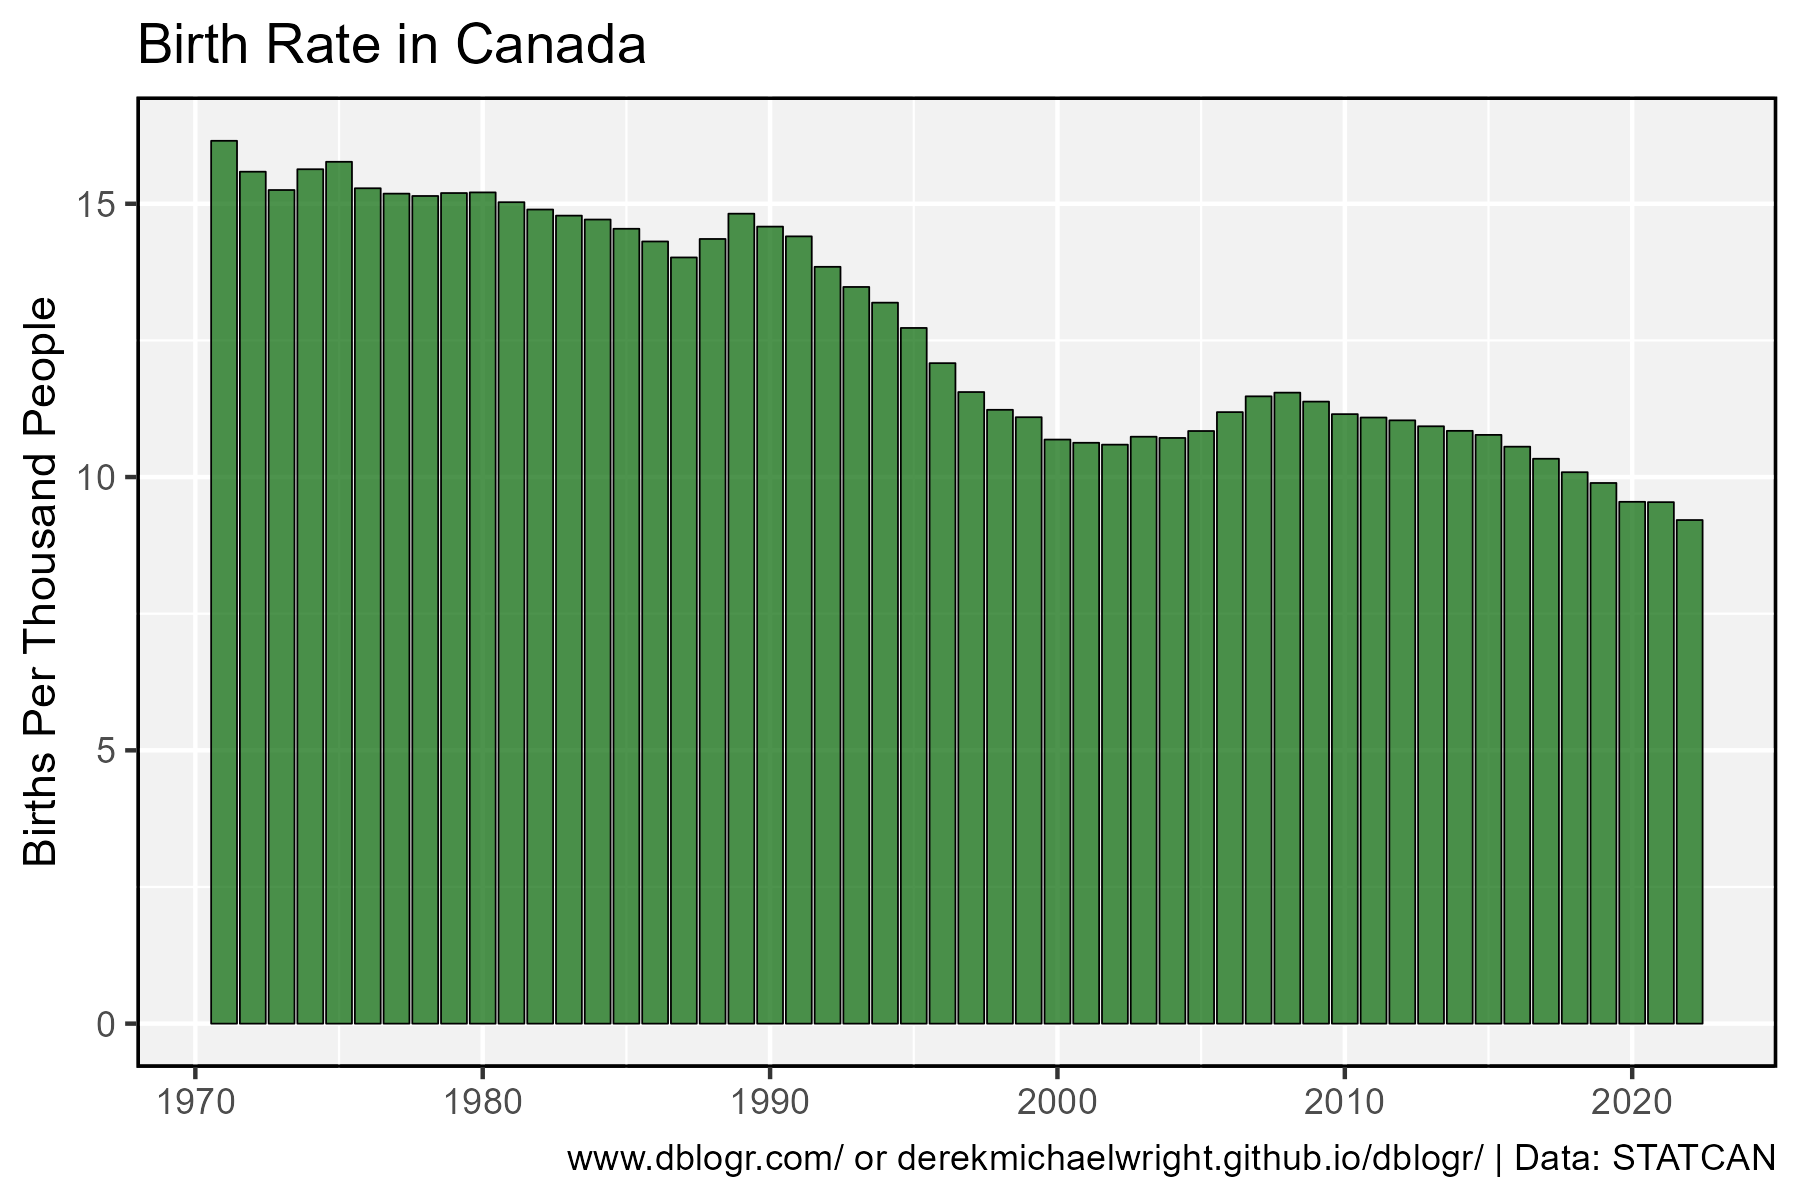 Birth Rate in Canada
Births Per Thousand People
15
10
5
0
1970 1980 1990 2000 2010 2020
www.dblogr.com/ or derekmichaelwright.github.io/dblogr/ | Data: STATCAN